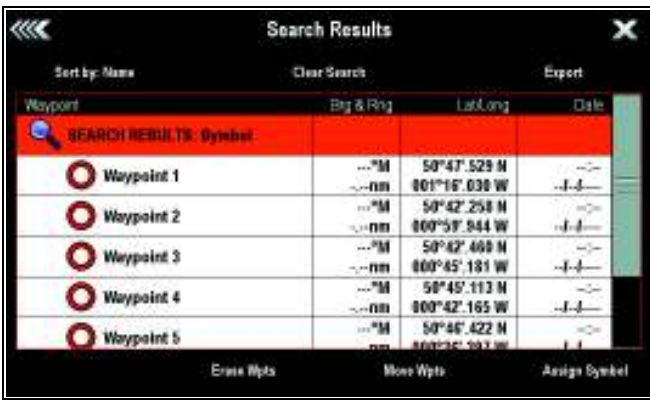 Search Results
Sort by: Name Clear Search Export
Waypoint Brg & Rng Lat/Long Date
SEARCH RESULTS: Symbol
Waypoint 1 ---°M 50°47'.529 N --:--
-.--nm 001°16'.030 W --/--/----
Waypoint 2 ---°M 50°42'.258 N --:--
-.--nm 000°59'.944 W --/--/----
Waypoint 3 ---°M 50°42'.460 N --:--
-.--nm 000°45'.181 W --/--/----
Waypoint 4 ---°M 50°45'.113 N --:--
-.--nm 000°42'.165 W --/--/----
Waypoint 5 ---°M 50°46'.422 N --:--
Erase Wpts Move Wpts Assign Symbol